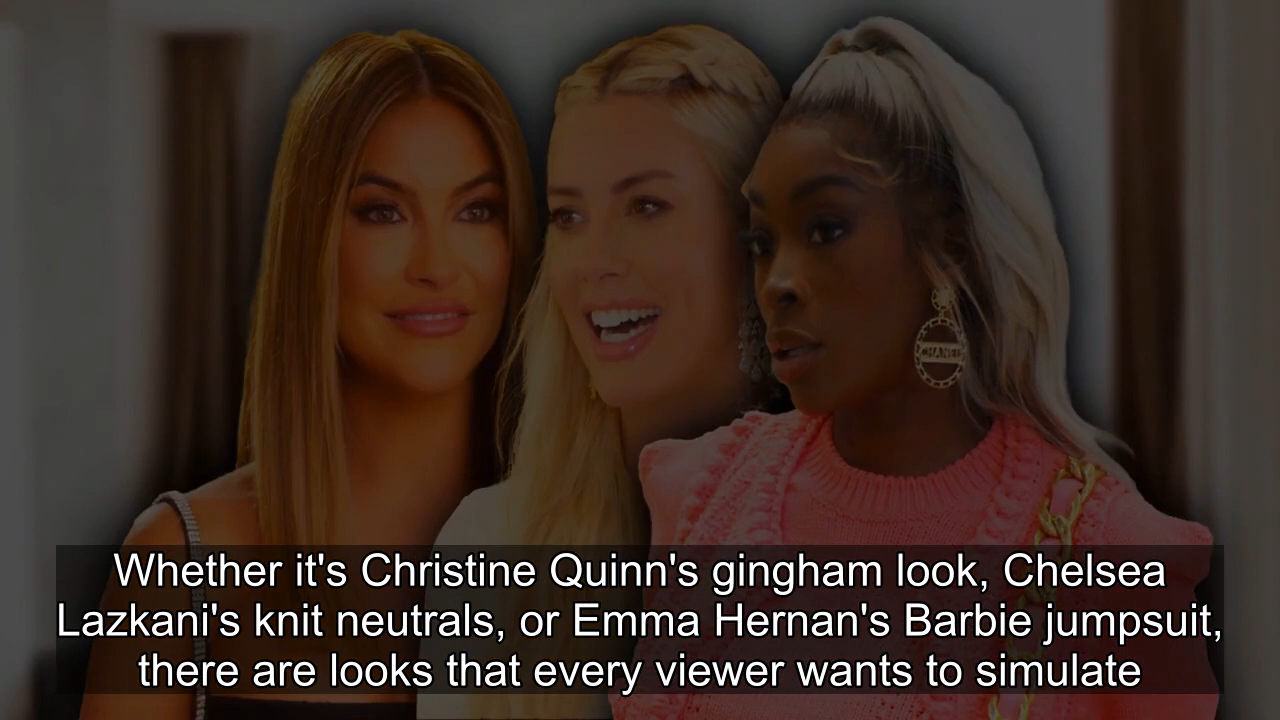 CHANEL
Whether it's Christine Quinn's gingham look, Chelsea
Lazkani's knit neutrals, or Emma Hernan's Barbie jumpsuit,
there are looks that every viewer wants to simulate